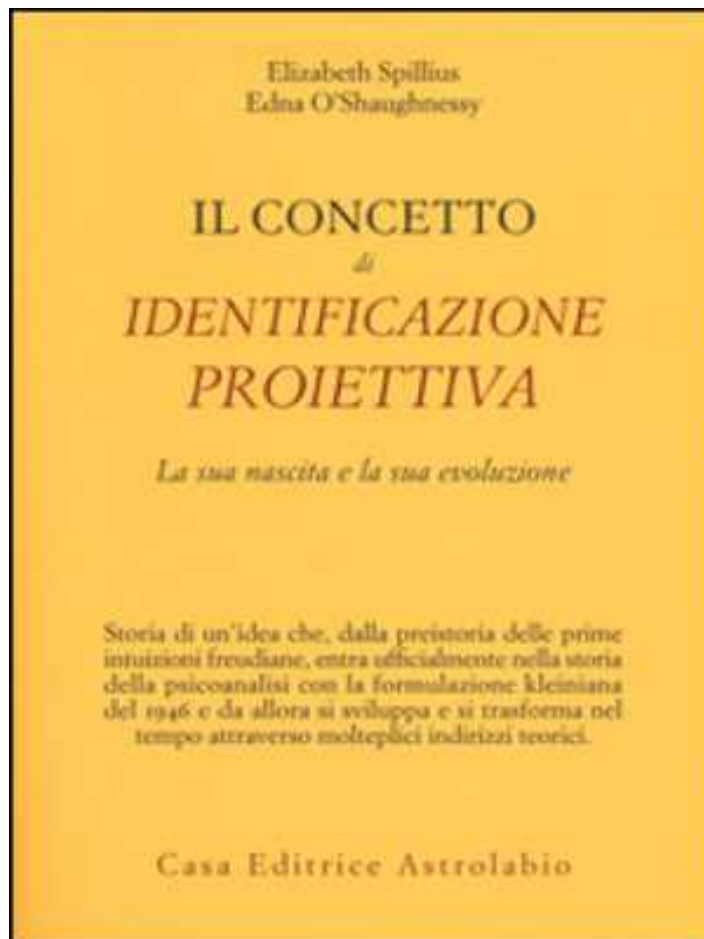 Elizabeth Spillius
Edna O'Shaughnessy
IL CONCETTO
di
IDENTIFICAZIONE
PROIETTIVA
La sua nascita e la sua evoluzione
Storia di un'idea che, dalla preistoria delle prime
intuizioni freudiane, entra ufficialmente nella storia
della psicoanalisi con la formulazione kleiniana
del 1946 e da allora si sviluppa e si trasforma nel
tempo attraverso molteplici indirizzi teorici.
Casa Editrice Astrolabio